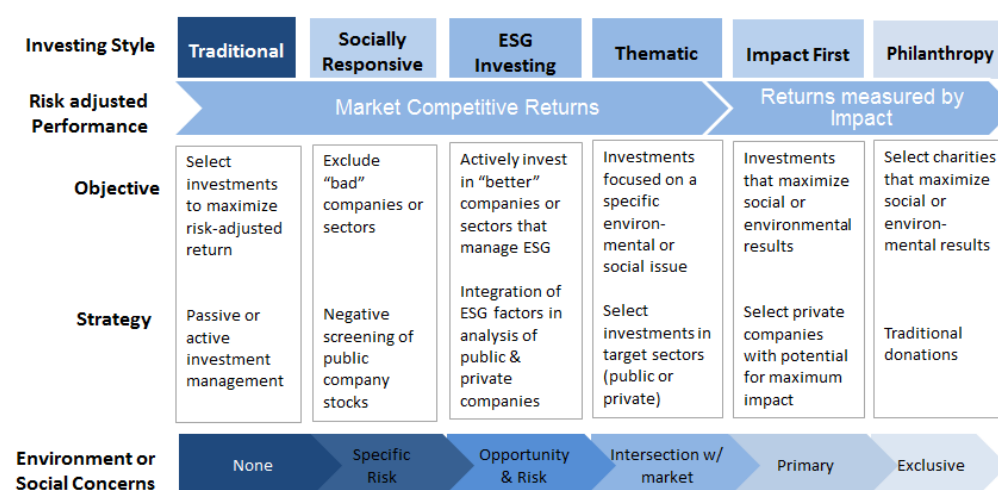 Investing Style
Traditional
Socially
Responsive
ESG
Investing
Thematic
Impact First
Philanthropy
Risk adjusted
Performance
Market Competitive Returns
Returns measured by
Impact
Objective
Select
investments
to maximize
risk-adjusted
return
Exclude
“bad”
companies or
sectors
Actively invest
in “better”
companies or
sectors that
manage ESG
Investments
focused on a
specific
environ-
mental or
social issue
Investments
that maximize
social or
environmental
results
Select charities
that maximize
social or
environ-
mental results
Strategy
Passive or
active
investment
management
Negative
screening of
public
company
stocks
Integration of
ESG factors in
analysis of
public &
private
companies
Select
investments in
target sectors
(public or
private)
Select private
companies
with potential
for maximum
impact
Traditional
donations
Environment or
Social Concerns
None
Specific
Risk
Opportunity
& Risk
Intersection w/
market
Primary
Exclusive